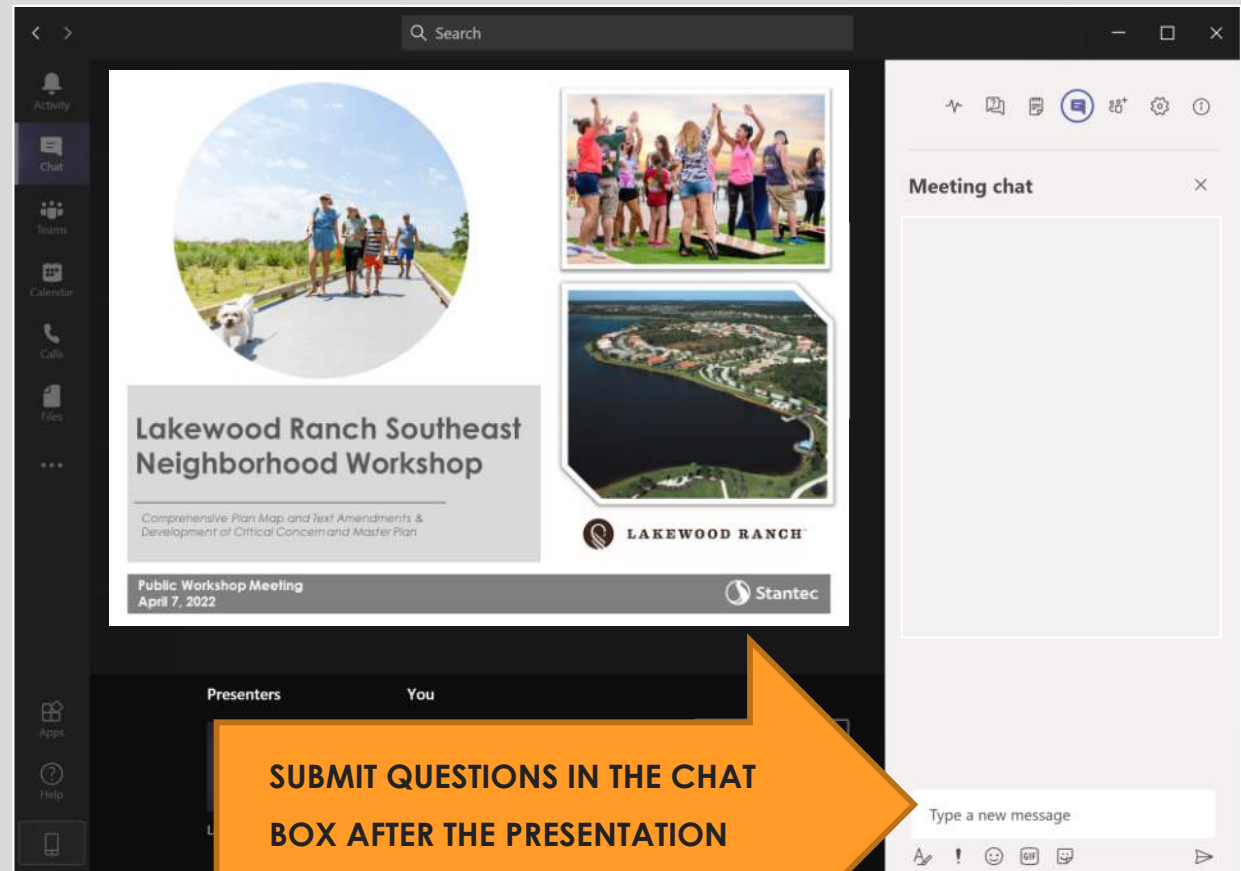 Search
Activity
Chat
Teams
Calendar
Calls
Files
Apps
Help
Lakewood Ranch Southeast
Neighborhood Workshop
Comprehensive Plan Map and Text Amendments &
Development of Critical Concern and Master Plan
LAKEWOOD RANCH
Public Workshop Meeting
April 7, 2022
Stantec
Presenters
You
SUBMIT QUESTIONS IN THE CHAT
BOX AFTER THE PRESENTATION
Meeting chat
Type a new message
GIF